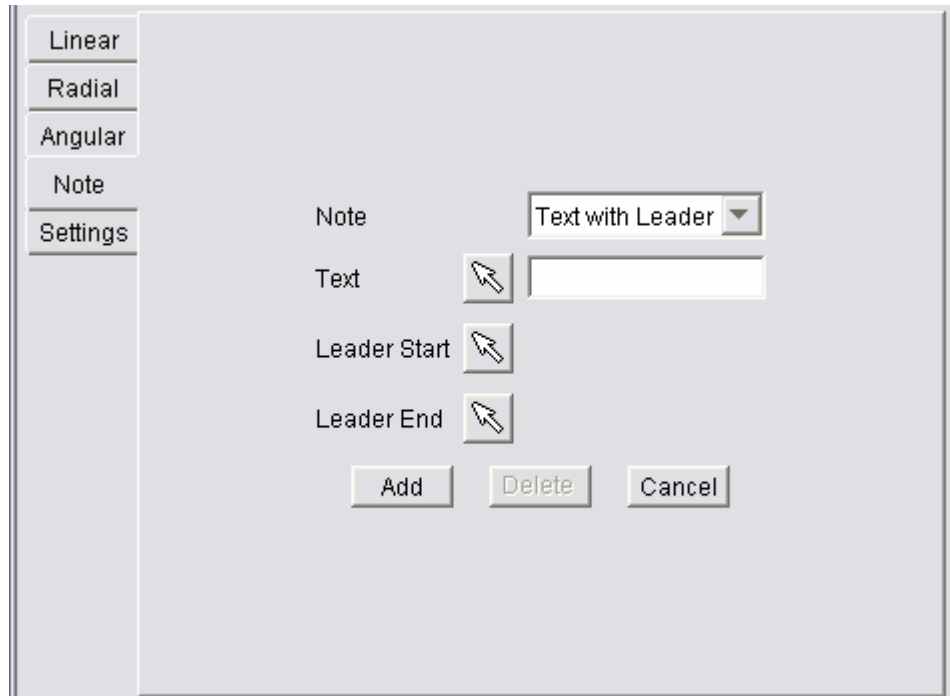 Linear
Radial
Angular
Note
Settings
Note Text with Leader
Text
Leader Start
Leader End
Add Delete Cancel